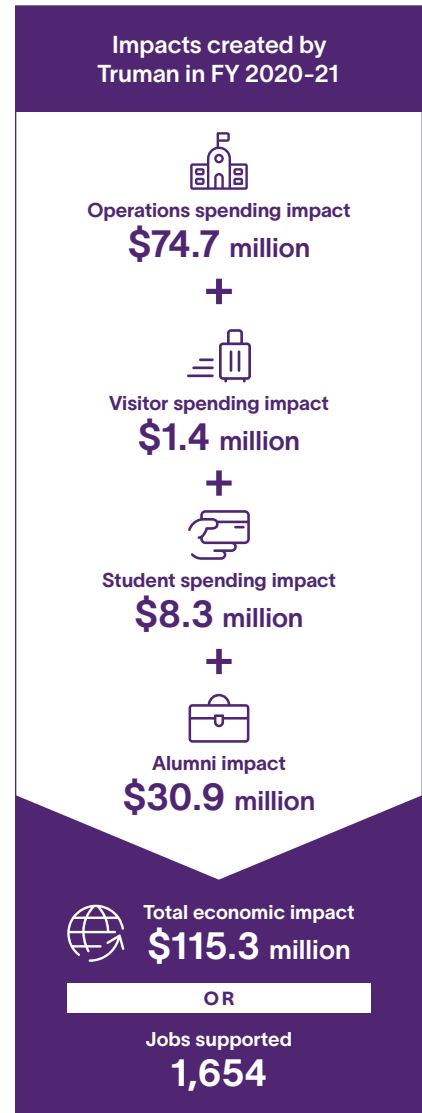 Impacts created by
Truman in FY 2020-21
Operations spending impact
$74.7 million
+
Visitor spending impact
$1.4 million
+
Student spending impact
$8.3 million
+
Alumni impact
$30.9 million
Total economic impact
$115.3 million
OR
Jobs supported
1,654